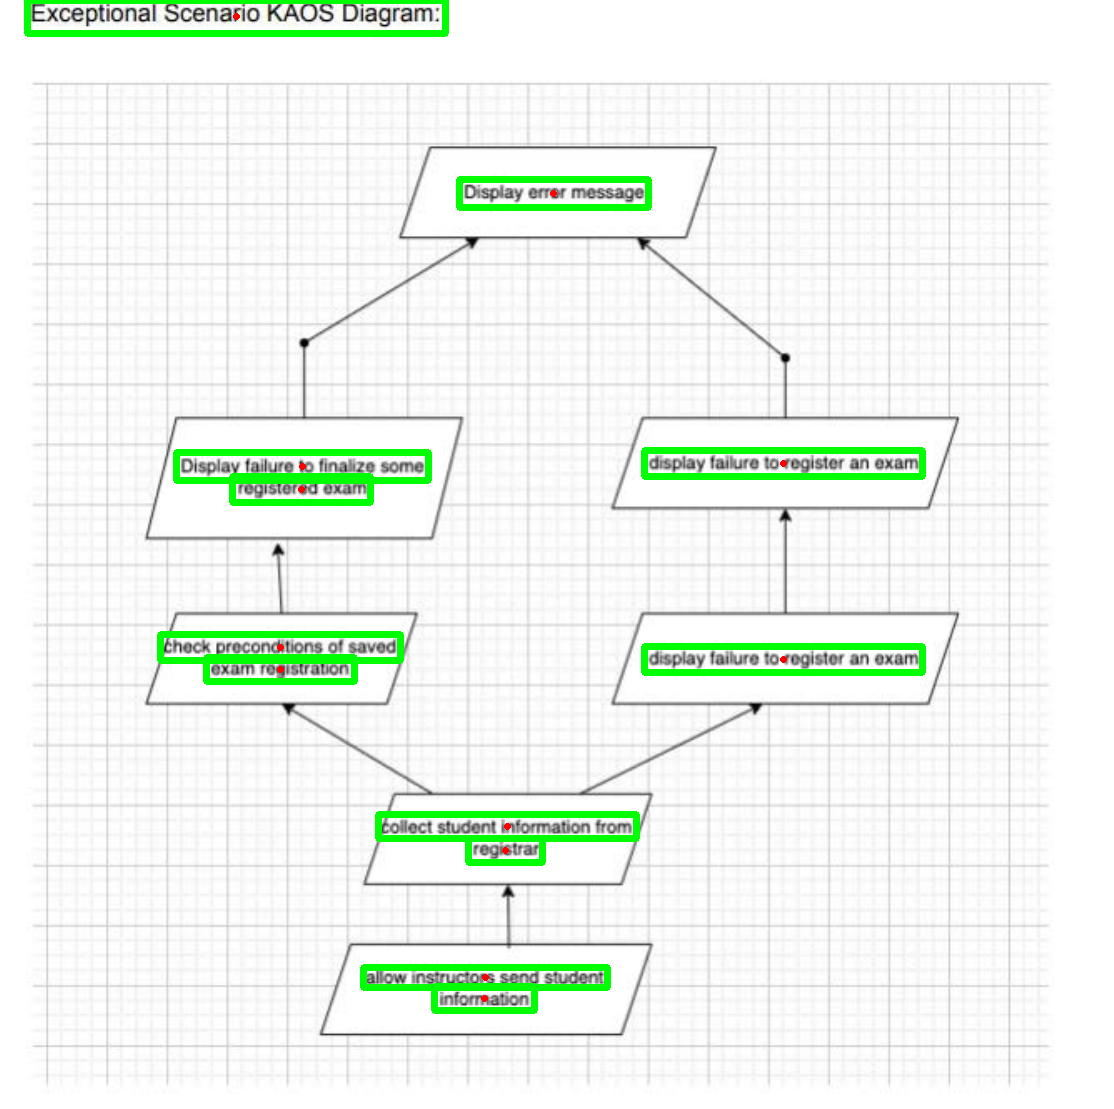 Exceptional Scenario KAOS Diagram:
Display error message
Display failure to finalize some
registered exam
display failure to register an exam
check preconditions of saved
exam registration
display failure to register an exam
collect student information from
registrar
allow instructors send student
information